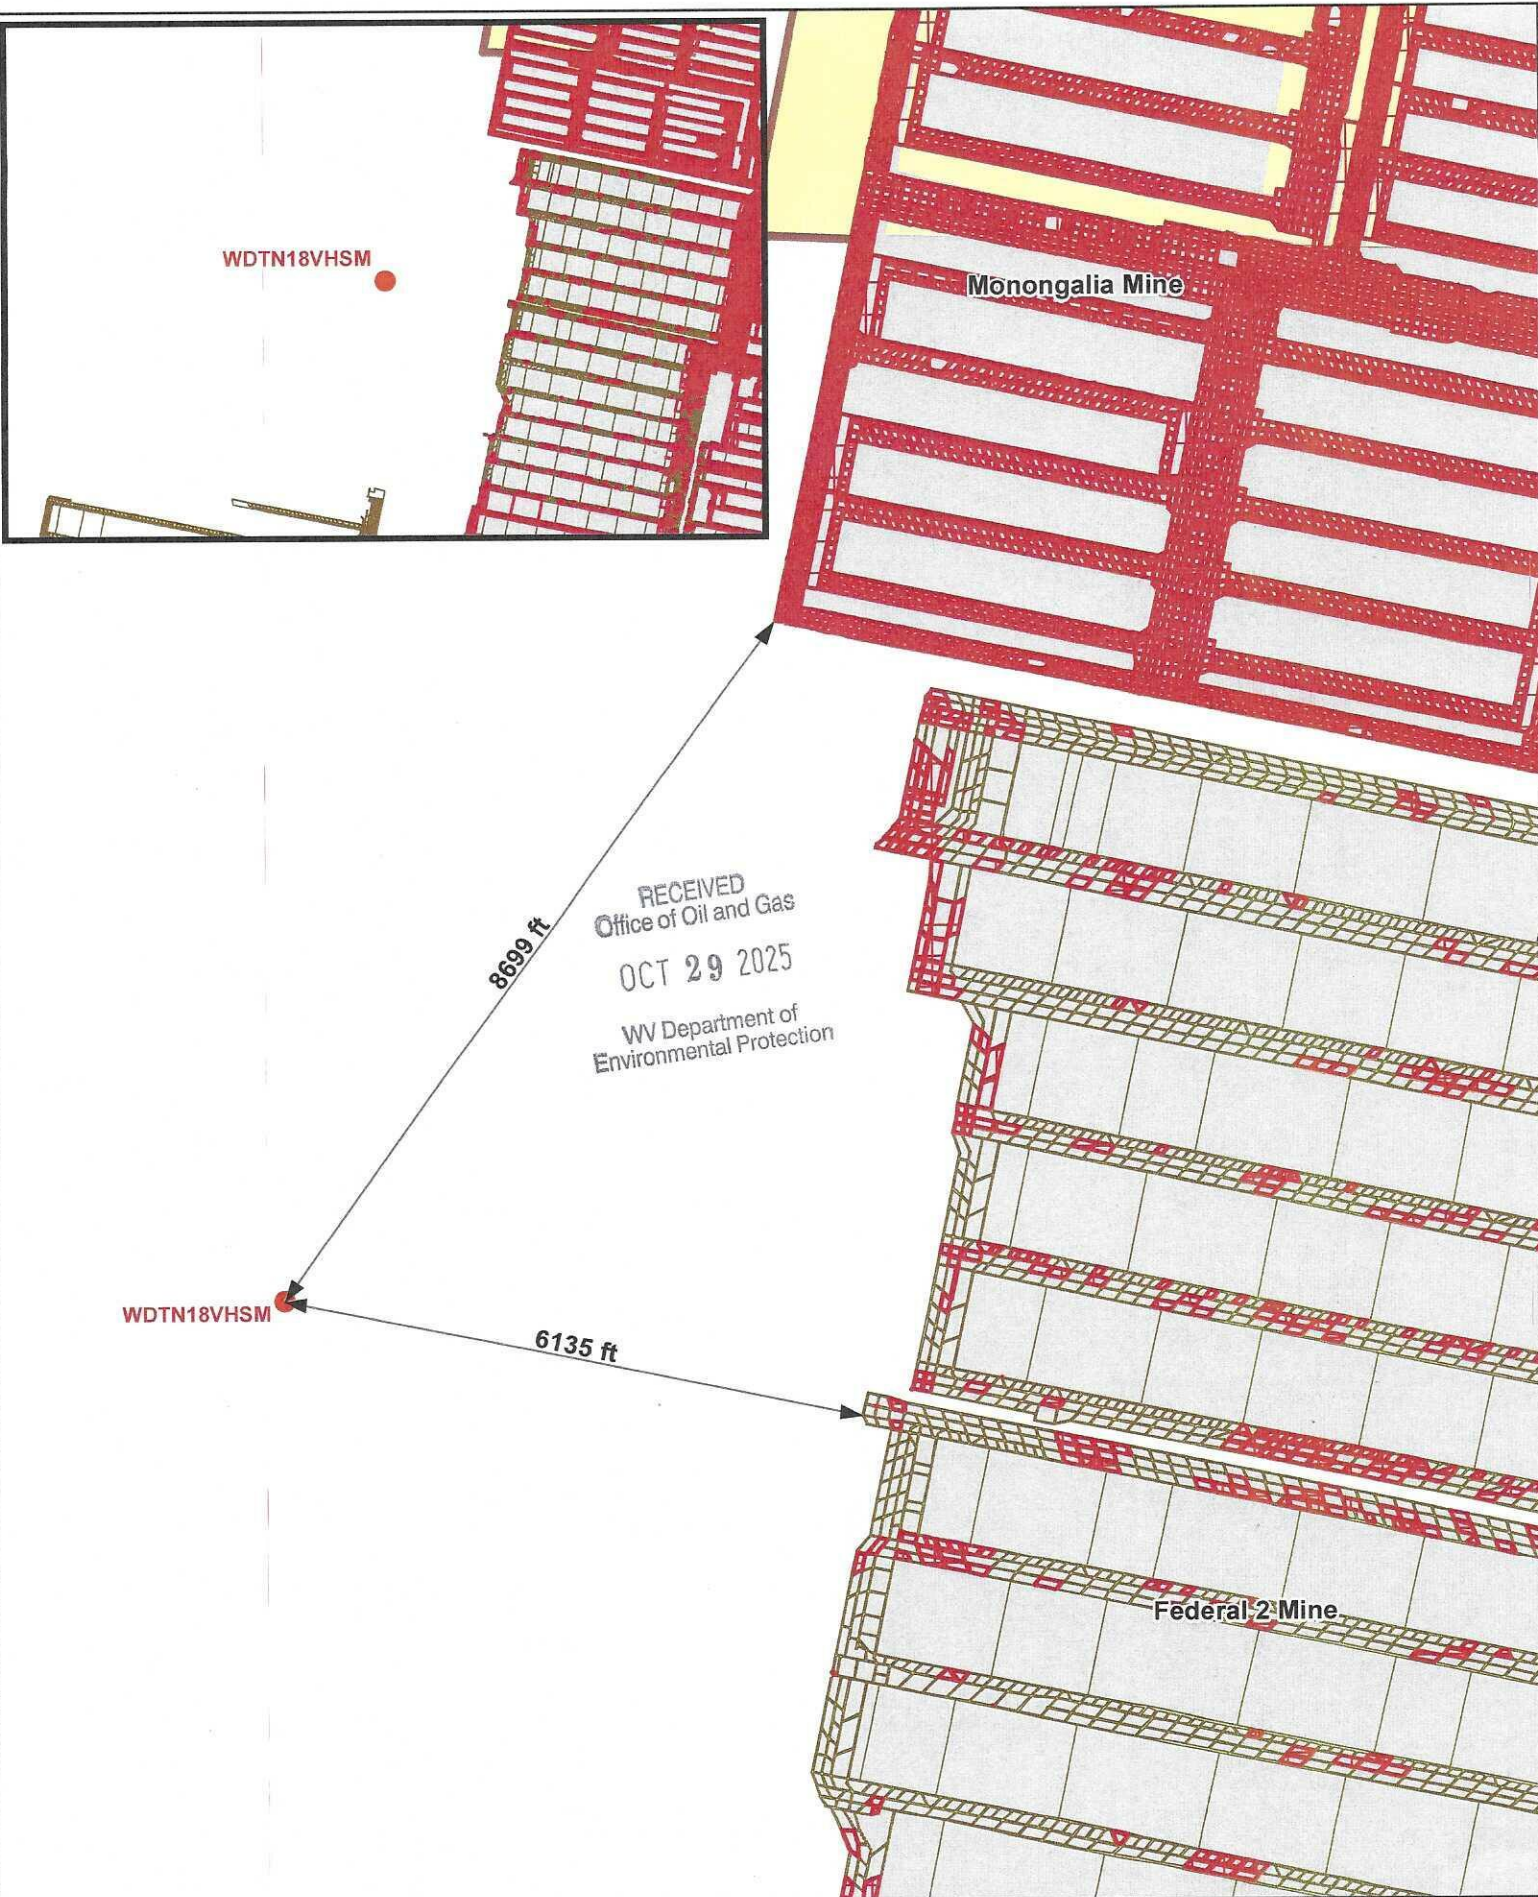 WDTN18VHSM
Monongalia Mine
RECEIVED
Office of Oil and Gas
OCT 29 2025
WV Department of
Environmental Protection
8699 ft
WDTN18VHSM
6135 ft
Federal 2 Mine